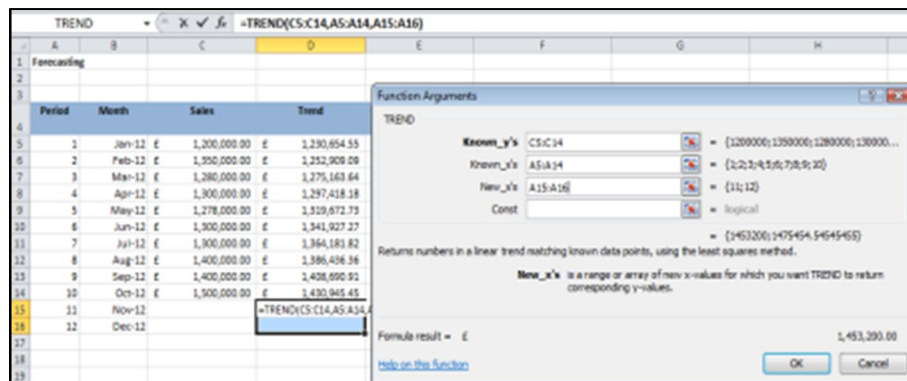 TREND =TREND(C5:C14,A5:A14,A15:A16)
A B C D E F G H
1 Forecasting
2
3
4 Period Month Sales Trend
5 1 Jan-12 £ 1,200,000.00 £ 1,230,654.55
6 2 Feb-12 £ 1,350,000.00 £ 1,252,909.09
7 3 Mar-12 £ 1,280,000.00 £ 1,275,163.64
8 4 Apr-12 £ 1,300,000.00 £ 1,297,418.18
9 5 May-12 £ 1,278,000.00 £ 1,319,672.73
10 6 Jun-12 £ 1,300,000.00 £ 1,341,927.27
11 7 Jul-12 £ 1,300,000.00 £ 1,364,181.82
12 8 Aug-12 £ 1,400,000.00 £ 1,386,436.36
13 9 Sep-12 £ 1,400,000.00 £ 1,408,690.91
14 10 Oct-12 £ 1,500,000.00 £ 1,430,945.45
15 11 Nov-12 =TREND(C5:C14,A5:A14,A
16 12 Dec-12
17
18
19
Function Arguments
TREND
Known_y's C5:C14 = {1200000;1350000;1280000;130000...
Known_x's A5:A14 = {1;2;3;4;5;6;7;8;9;10}
New_x's A15:A16 = {11;12}
Const = logical
= {1453200;1475454.54545455}
Returns numbers in a linear trend matching known data points, using the least squares method.
New_x's is a range or array of new x-values for which you want TREND to return
corresponding y-values.
Formula result = £ 1,453,200.00
Help on this function OK Cancel